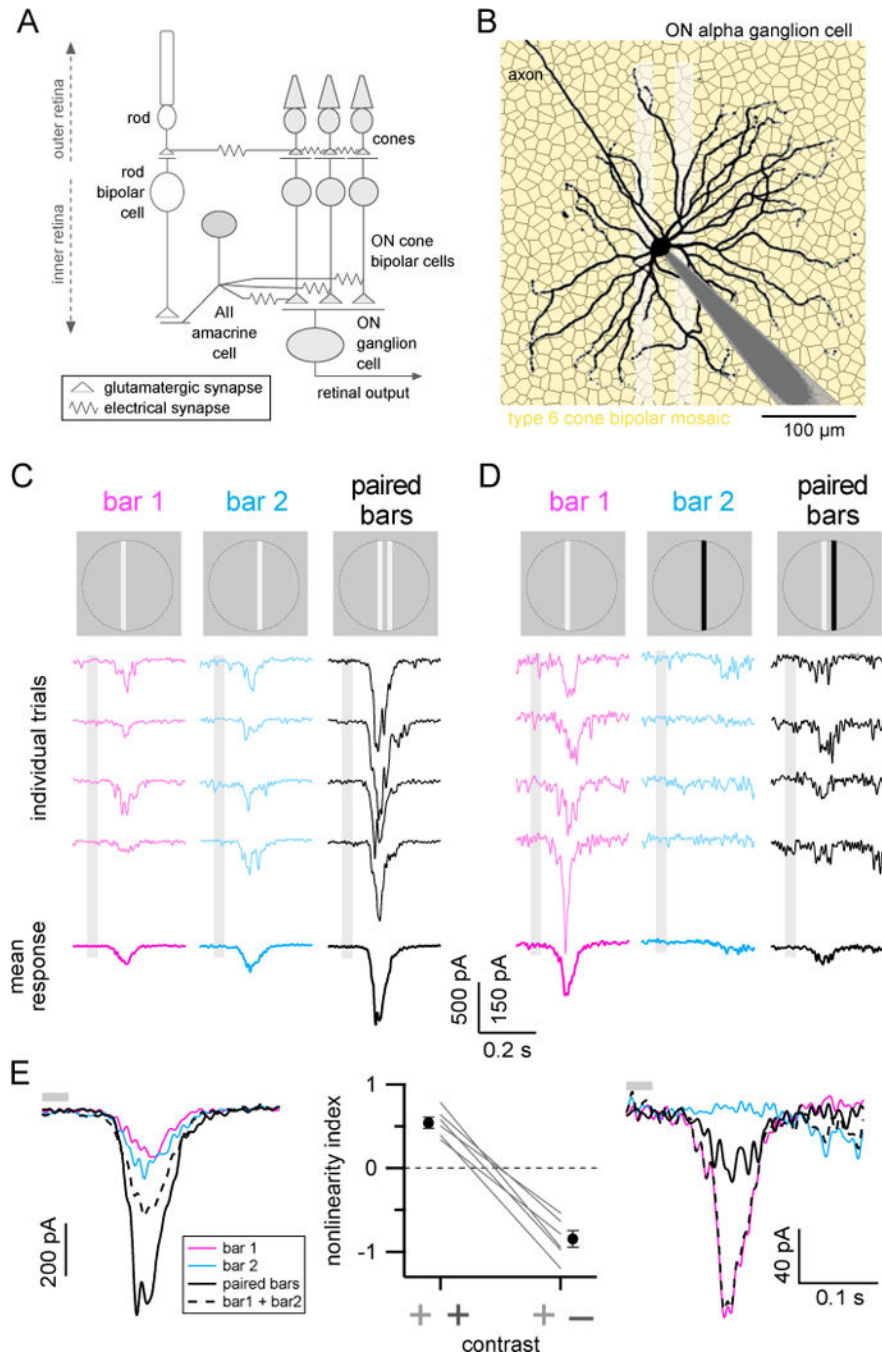 A
outer retina
inner retina
rod
cones
rod
bipolar
cell
ON cone
bipolar cells
AII
amacrine
cell
ON
ganglion
cell
retinal output
glutamatergic synapse
electrical synapse
B
ON alpha ganglion cell
axon
type 6 cone bipolar mosaic
100 µm
C
bar 1
bar 2
paired
bars
individual trials
mean
response
500 pA
150 pA
0.2 s
D
bar 1
bar 2
paired
bars
E
200 pA
bar 1
bar 2
paired bars
bar1 + bar2
nonlinearity index
1
0
-1
+ +
+ −
contrast
40 pA
0.1 s